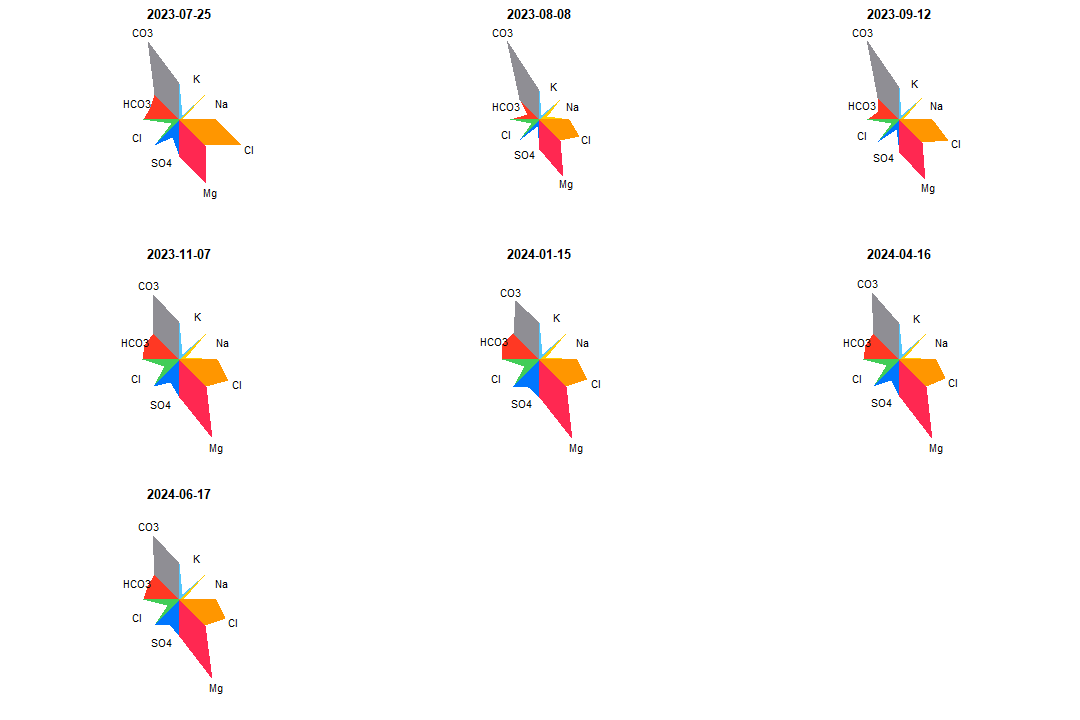 2023-07-25
CO3
K
HCO3
Na
Cl
Cl
SO4
Mg
2023-08-08
CO3
K
HCO3
Na
Cl
Cl
SO4
Mg
2023-09-12
CO3
K
HCO3
Na
Cl
Cl
SO4
Mg
2023-11-07
CO3
K
HCO3
Na
Cl
Cl
SO4
Mg
2024-01-15
CO3
K
HCO3
Na
Cl
Cl
SO4
Mg
2024-04-16
CO3
K
HCO3
Na
Cl
Cl
SO4
Mg
2024-06-17
CO3
K
HCO3
Na
Cl
Cl
SO4
Mg